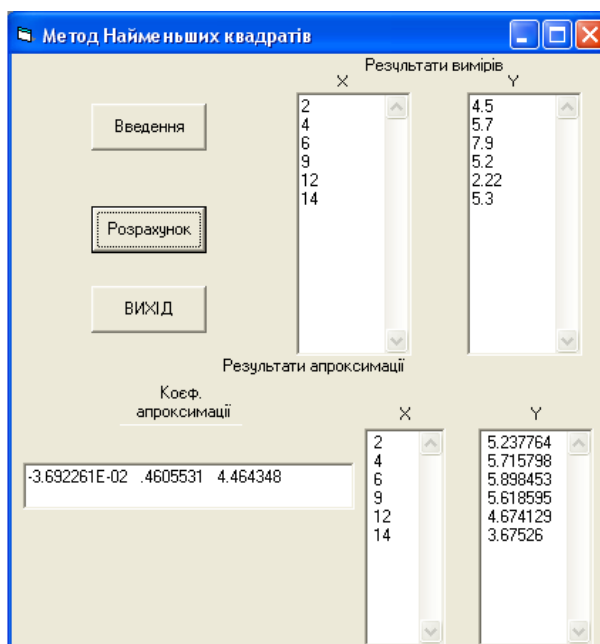 Метод Найменьших квадратів
Результати вимірів
X Y
Введення
2 4.5
4 5.7
6 7.9
9 5.2
12 2.22
14 5.3
Розрахунок
ВИХІД
Результати апроксимації
Коєф.
апроксимації
X Y
-3.692261E-02 .4605531 4.464348
2 5.237764
4 5.715798
6 5.898453
9 5.618595
12 4.674129
14 3.67526